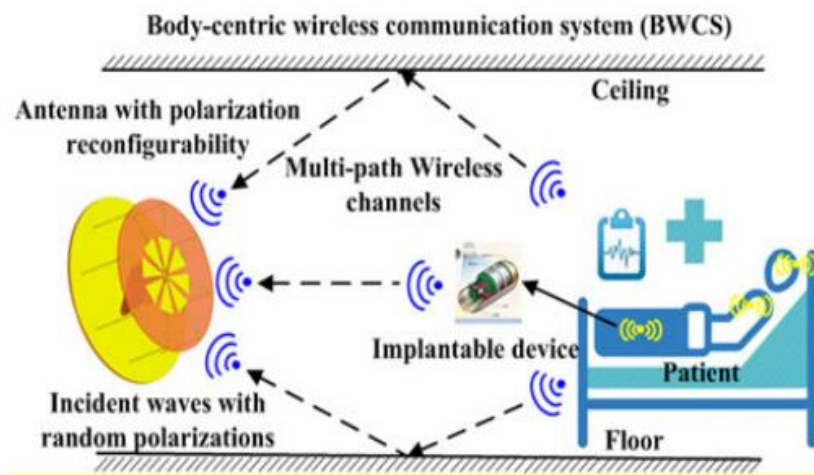 Body-centric wireless communication system (BWCS)
Ceiling
Antenna with polarization
reconfigurability
Multi-path Wireless
channels
Implantable device
Patient
Incident waves with
random polarizations
Floor